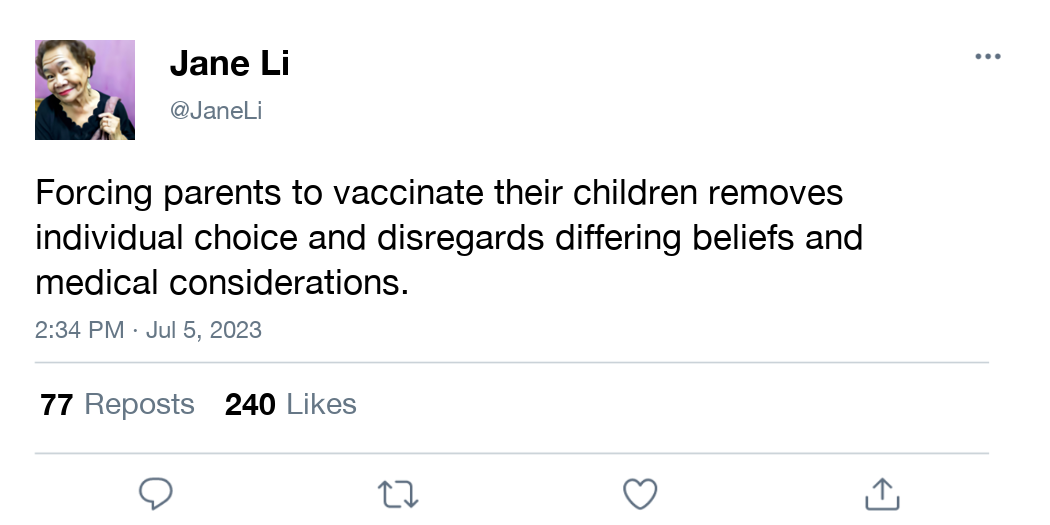 Jane Li
@JaneLi
Forcing parents to vaccinate their children removes
individual choice and disregards differing beliefs and
medical considerations.
2:34 PM · Jul 5, 2023
77 Reposts 240 Likes